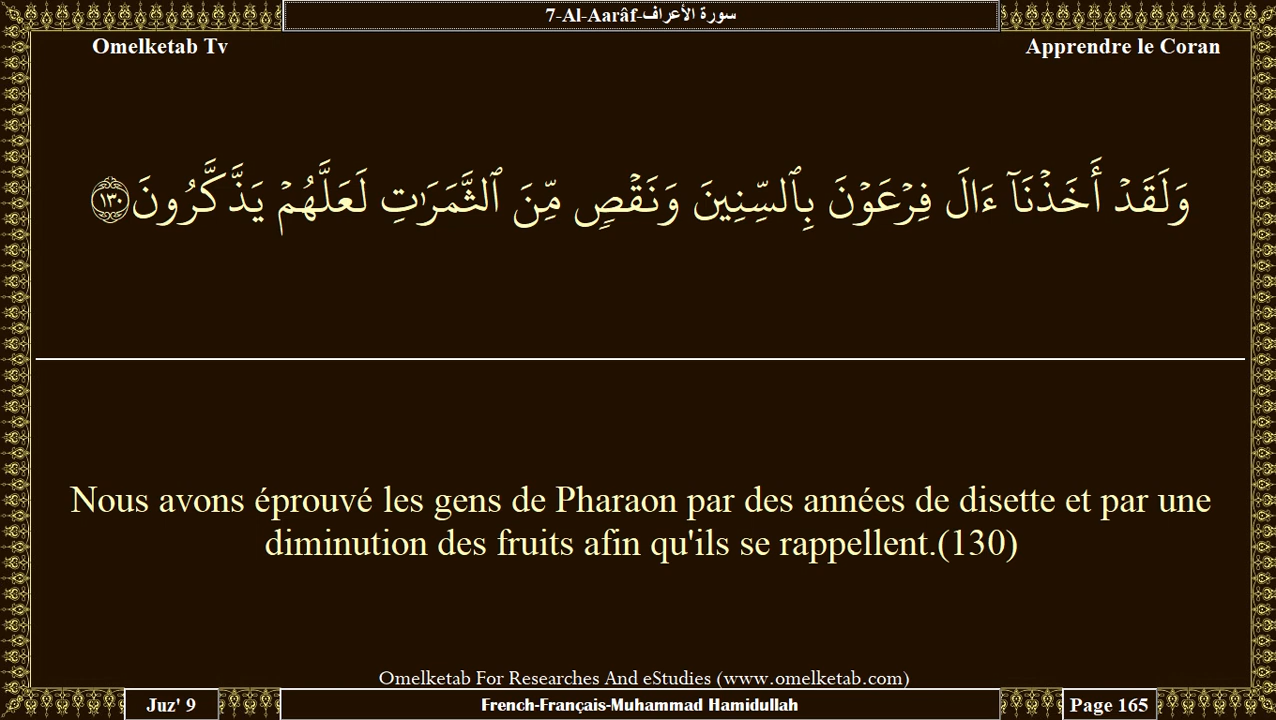 7-Al-Aarâf-سورة الأعراف
Omelketab Tv
Apprendre le Coran
وَلَقَدۡ أَخَذۡنَآ ءَالَ فِرۡعَوۡنَ بِٱلسِّنِينَ وَنَقۡصٖ مِّنَ ٱلثَّمَرَٰتِ لَعَلَّهُمۡ يَذَّكَّرُونَ ١٣٠
Nous avons éprouvé les gens de Pharaon par des années de disette et par une
diminution des fruits afin qu'ils se rappellent.(130)
Omelketab For Researches And eStudies (www.omelketab.com)
Juz' 9
French-Français-Muhammad Hamidullah
Page 165